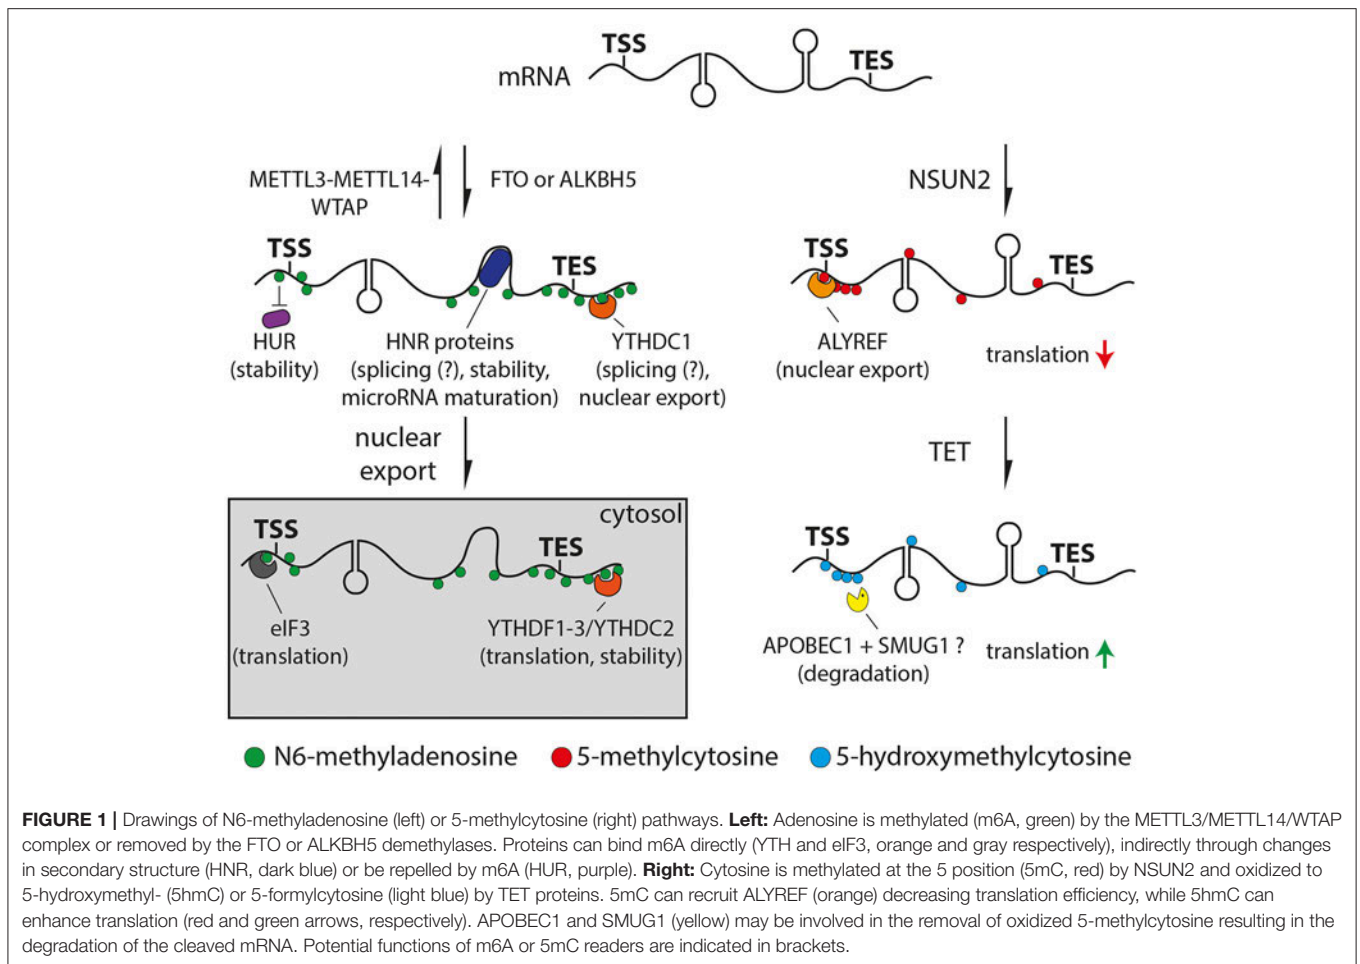 TSS
mRNA
TES
METTL3-METTL14-
WTAP
FTO or ALKBH5
NSUN2
TSS
TES
HUR
(stability)
HNR proteins
(splicing (?), stability,
microRNA maturation)
YTHDC1
(splicing (?),
nuclear export)
TSS
TES
ALYREF
(nuclear export)
translation
nuclear
export
TET
cytosol
TSS
TES
eIF3
(translation)
YTHDF1-3/YTHDC2
(translation, stability)
TSS
TES
APOBEC1 + SMUG1 ?
(degradation)
translation
N6-methyladenosine
5-methylcytosine
5-hydroxymethylcytosine
FIGURE 1 | Drawings of N6-methyladenosine (left) or 5-methylcytosine (right) pathways. Left: Adenosine is methylated (m6A, green) by the METTL3/METTL14/WTAP
complex or removed by the FTO or ALKBH5 demethylases. Proteins can bind m6A directly (YTH and eIF3, orange and gray respectively), indirectly through changes
in secondary structure (HNR, dark blue) or be repelled by m6A (HUR, purple). Right: Cytosine is methylated at the 5 position (5mC, red) by NSUN2 and oxidized to
5-hydroxymethyl- (5hmC) or 5-formylcytosine (light blue) by TET proteins. 5mC can recruit ALYREF (orange) decreasing translation efficiency, while 5hmC can
enhance translation (red and green arrows, respectively). APOBEC1 and SMUG1 (yellow) may be involved in the removal of oxidized 5-methylcytosine resulting in the
degradation of the cleaved mRNA. Potential functions of m6A or 5mC readers are indicated in brackets.